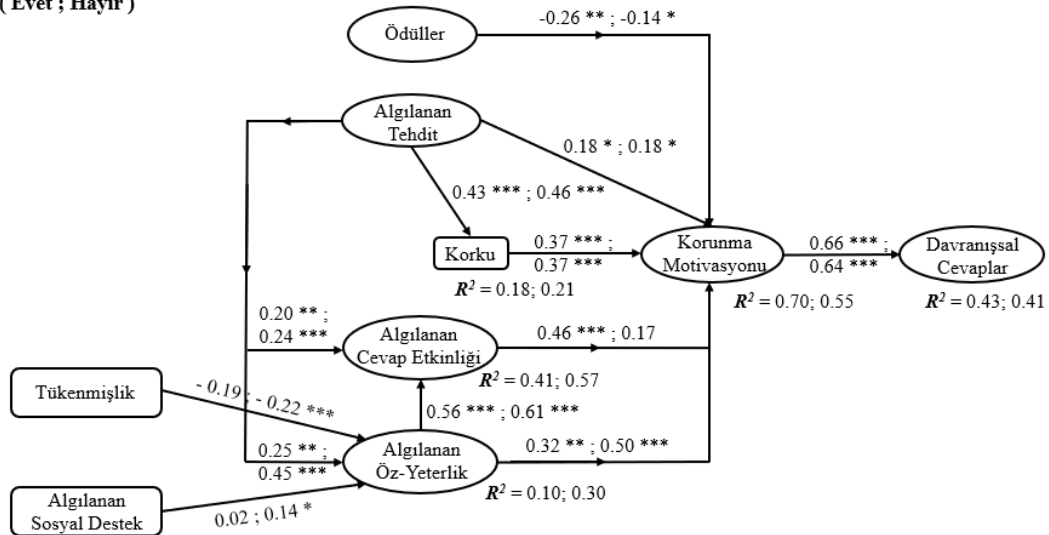 ( Evet ; Hayır )
-0.26 ** ; -0.14 *
Ödüller
Algılanan
Tehdit
0.18 * ; 0.18 *
0.43 *** ; 0.46 ***
Korku
0.37 *** ;
0.37 ***
Korunma
Motivasyonu
0.66 *** ;
0.64 ***
Davranışsal
Cevaplar
R² = 0.18; 0.21
R² = 0.70; 0.55
R² = 0.43; 0.41
0.20 ** ;
0.24 ***
Algılanan
Cevap Etkinliği
0.46 *** ; 0.17
R² = 0.41; 0.57
Tükenmişlik
- 0.19 ; - 0.22 ***
0.56 *** ; 0.61 ***
0.25 ** ;
0.45 ***
Algılanan
Öz-Yeterlik
0.32 ** ; 0.50 ***
R² = 0.10; 0.30
Algılanan
Sosyal Destek
0.02 ; 0.14 *